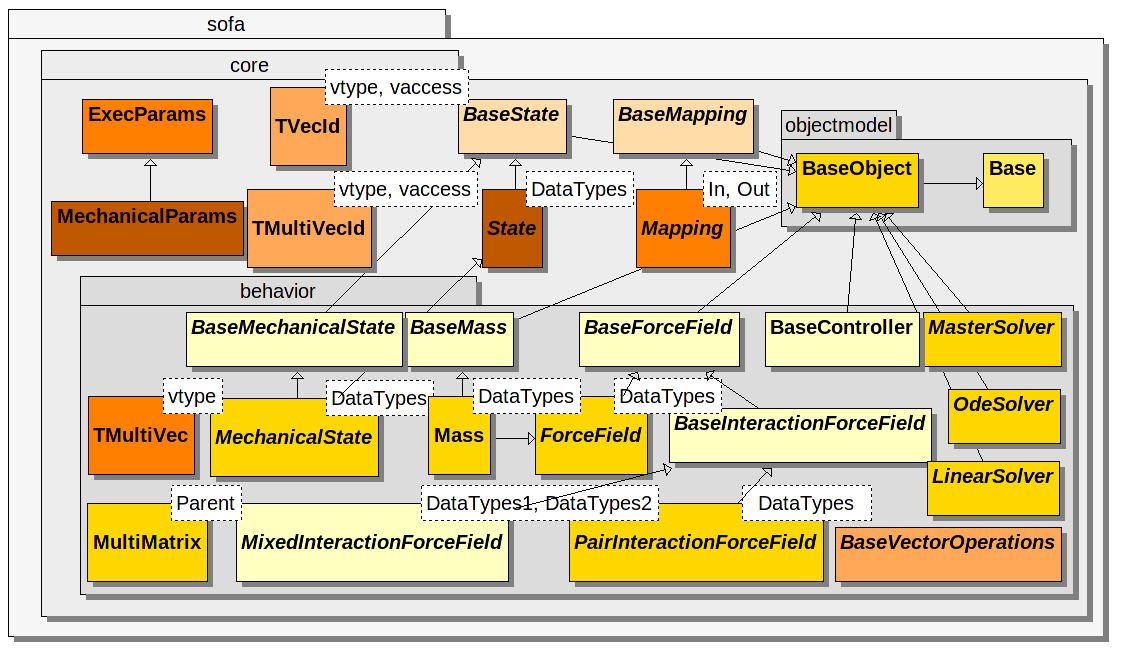 sofa
core
vtype, vaccess
ExecParams
TVecId
BaseState
BaseMapping
objectmodel
BaseObject
Base
vtype, vaccess
DataTypes
In, Out
MechanicalParams
TMultiVecId
State
Mapping
behavior
BaseMechanicalState
BaseMass
BaseForceField
BaseController
MasterSolver
vtype
DataTypes
DataTypes
DataTypes
OdeSolver
TMultiVec
MechanicalState
Mass
ForceField
BaseInteractionForceField
LinearSolver
Parent
DataTypes1, DataTypes2
DataTypes
MultiMatrix
MixedInteractionForceField
PairInteractionForceField
BaseVectorOperations